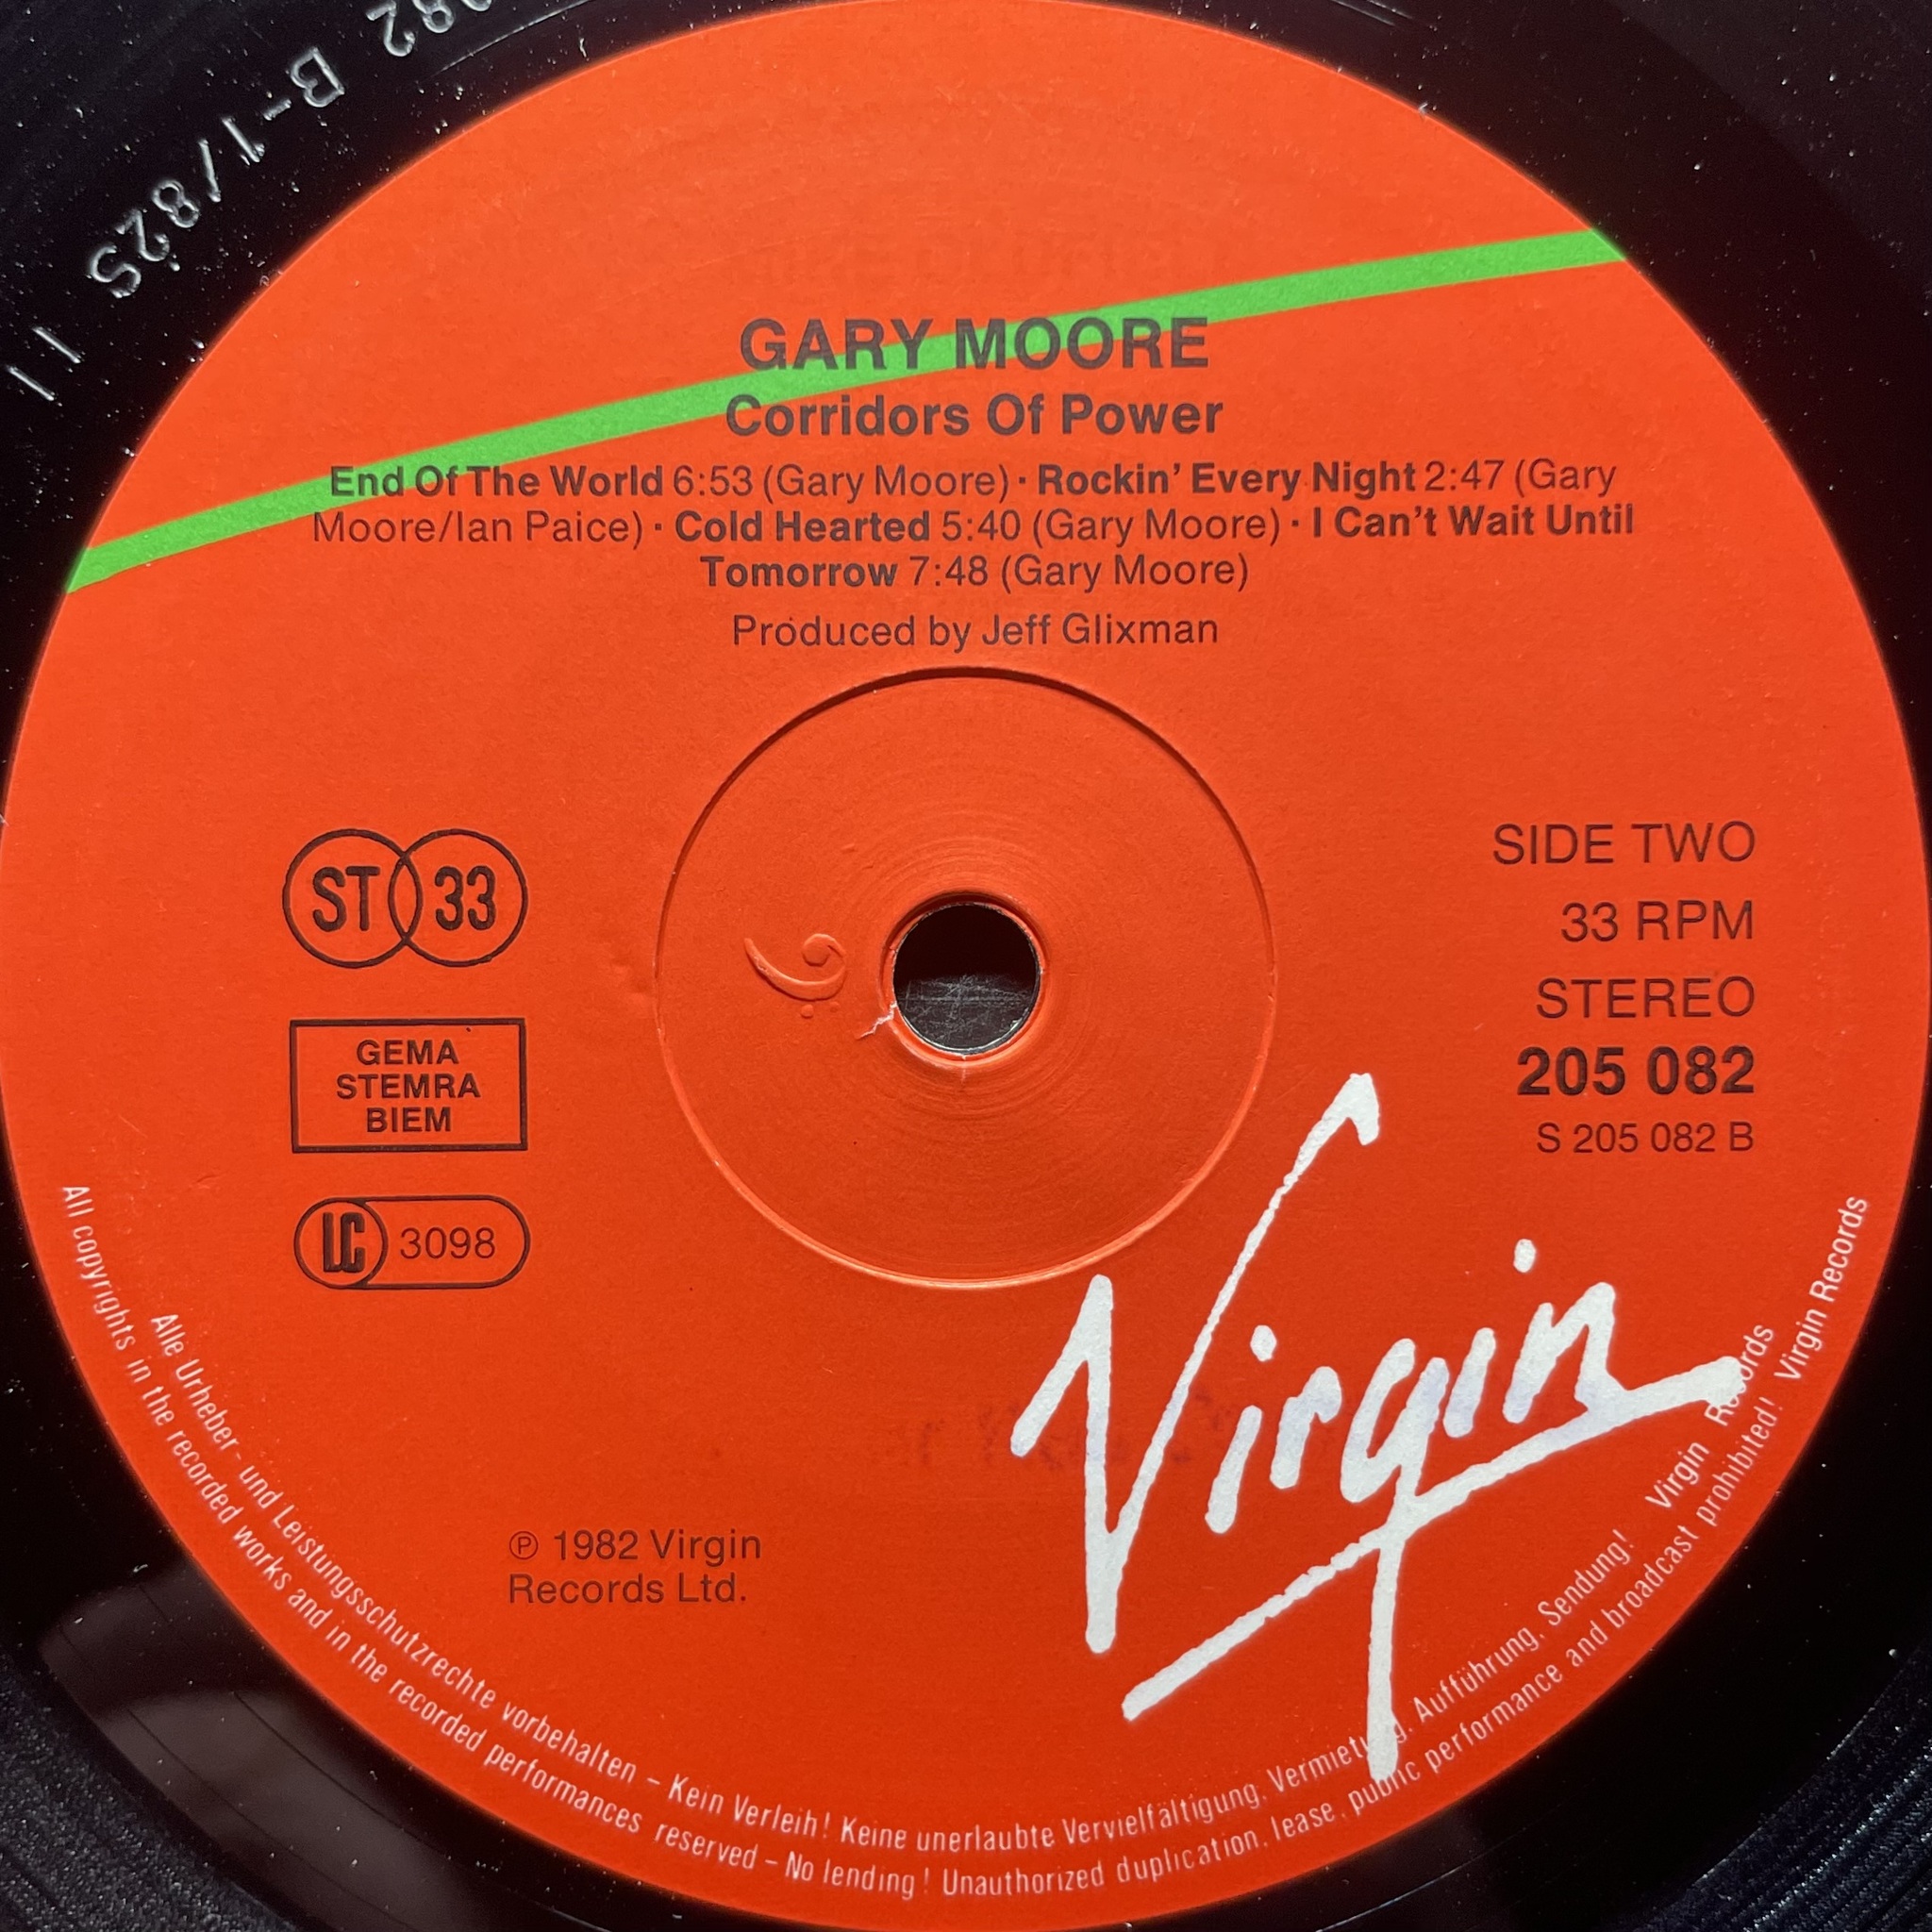 082 B-1/82S
GARY MOORE
Corridors Of Power
End Of The World 6:53 (Gary Moore) · Rockin' Every Night 2:47 (Gary
Moore/Ian Paice) · Cold Hearted 5:40 (Gary Moore) · I Can't Wait Until
Tomorrow 7:48 (Gary Moore)
Produced by Jeff Glixman
ST 33
GEMA
STEMRA
BIEM
LC 3098
SIDE TWO
33 RPM
STEREO
205 082
S 205 082 B
Virgin
℗ 1982 Virgin
Records Ltd.
Alle Urheber- und Leistungsschutzrechte vorbehalten – Kein Verleih! Keine unerlaubte Vervielfältigung, Vermietung, Aufführung, Sendung! Virgin Records
All copyrights in the recorded works and in the recorded performances reserved – No lending! Unauthorized duplication, lease, public performance and broadcast prohibited! Virgin Records